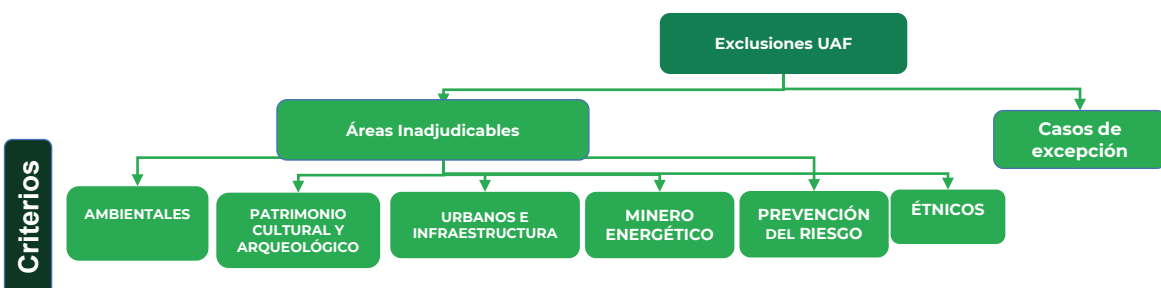 Exclusiones UAF
Áreas Inadjudicables
Casos de
excepción
Criterios
AMBIENTALES
PATRIMONIO
CULTURAL Y
ARQUEOLÓGICO
URBANOS E
INFRAESTRUCTURA
MINERO
ENERGÉTICO
PREVENCIÓN
DEL RIESGO
ÉTNICOS